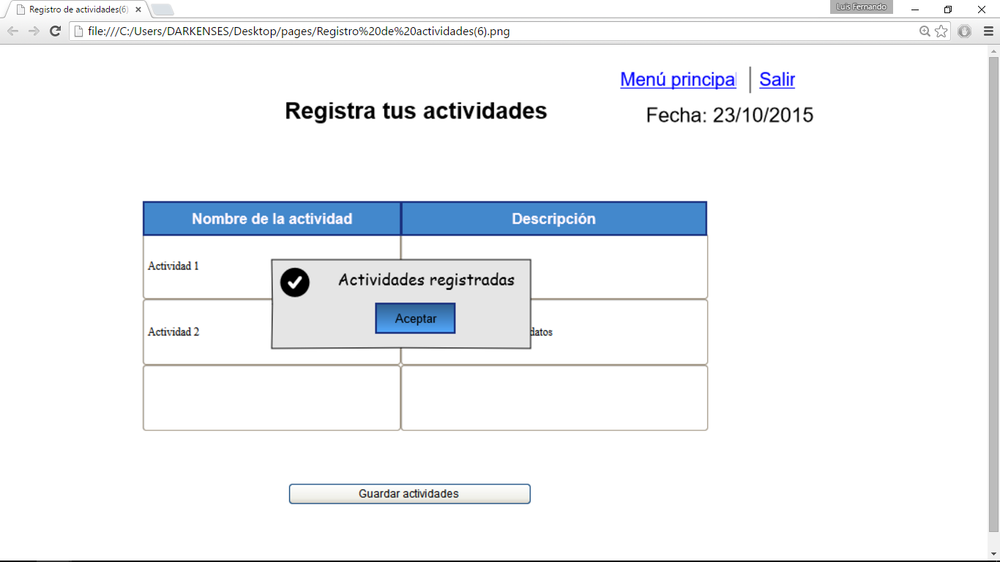 Registro de actividades(6)
Luis Fernando
file:///C:/Users/DARKENSES/Desktop/pages/Registro%20de%20actividades(6).png
Menú principal Salir
Registra tus actividades
Fecha: 23/10/2015
Nombre de la actividad Descripción
Actividad 1
Actividades registradas
Aceptar
Actividad 2 datos
Guardar actividades